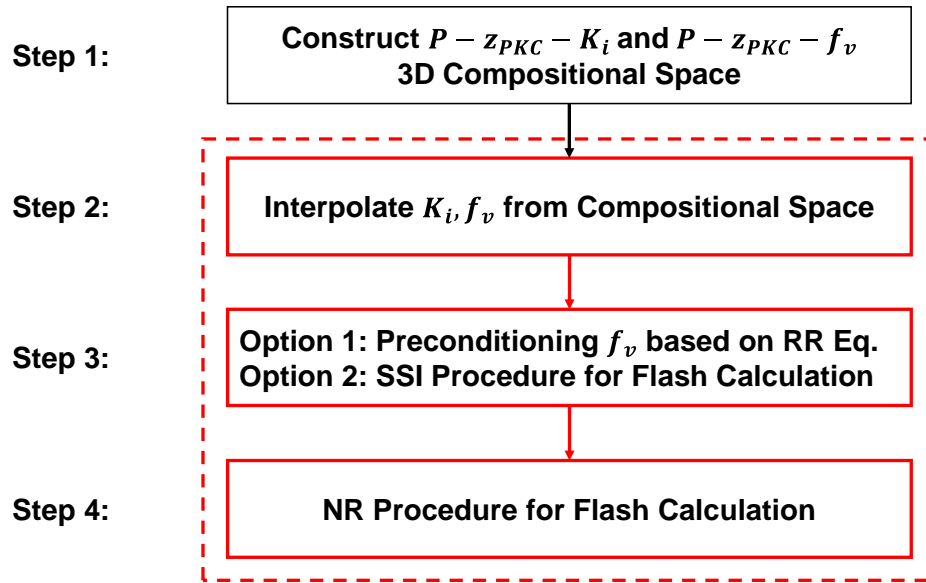 Step 1:
Construct P − z_PKC − K_i and P − z_PKC − f_v
3D Compositional Space
Step 2:
Interpolate K_i, f_v from Compositional Space
Step 3:
Option 1: Preconditioning f_v based on RR Eq.
Option 2: SSI Procedure for Flash Calculation
Step 4:
NR Procedure for Flash Calculation